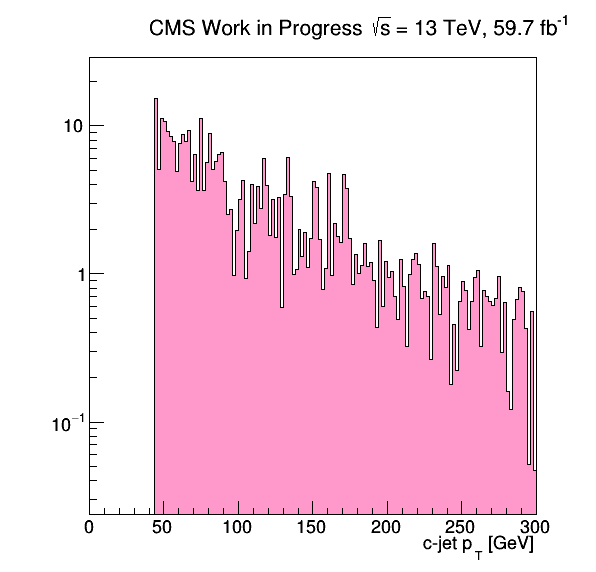 CMS Work in Progress √s = 13 TeV, 59.7 fb⁻¹
10
1
10⁻¹
0 50 100 150 200 250 300
c-jet p_T [GeV]